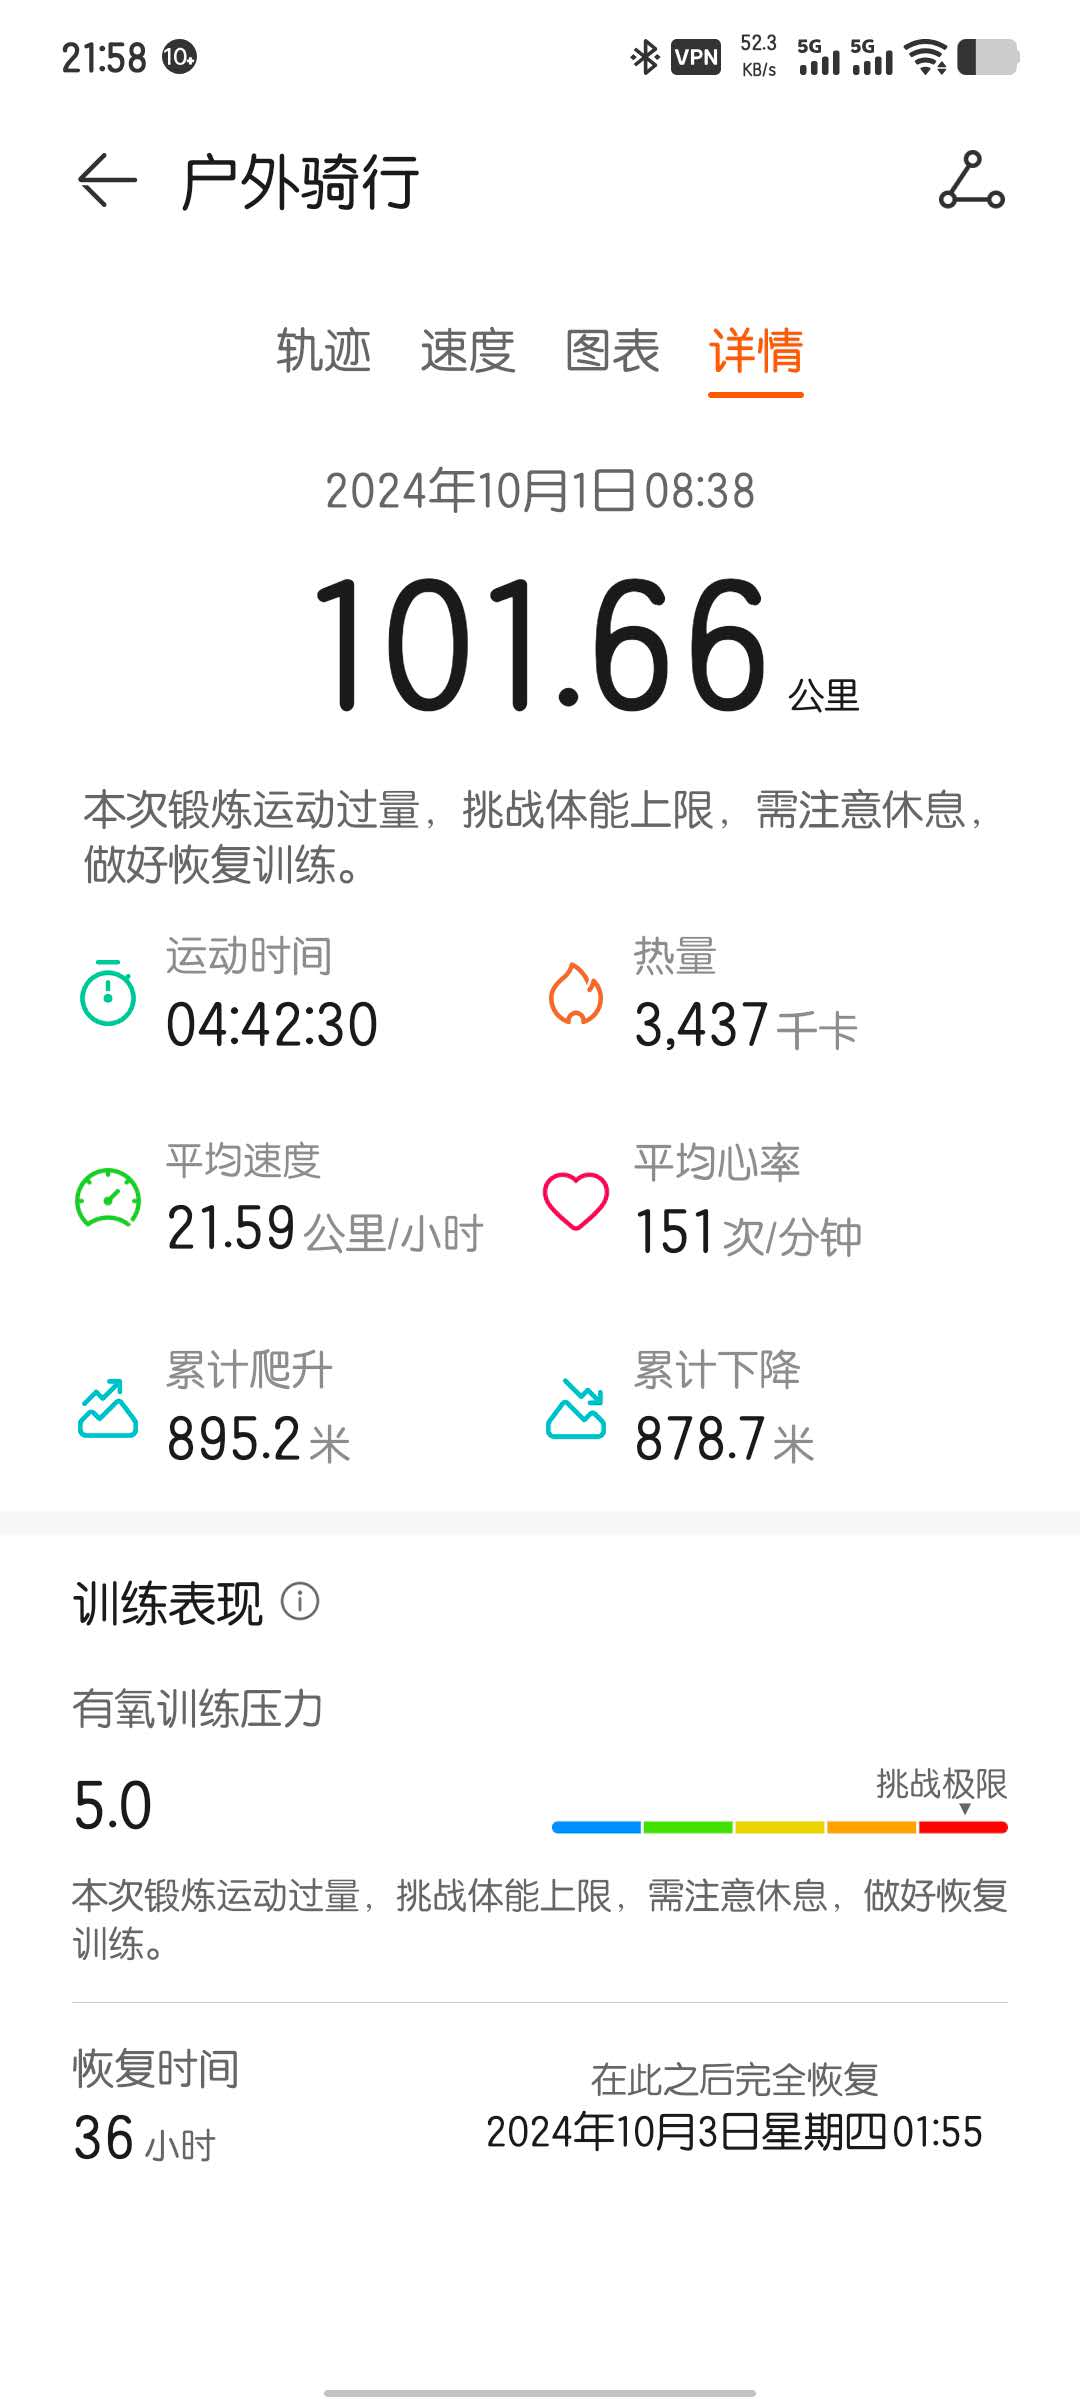 21:58 10+ VPN 52.3 KB/s 5G 5G
户外骑行
轨迹 速度 图表 详情
2024年10月1日 08:38
101.66 公里
本次锻炼运动过量，挑战体能上限，需注意休息，
做好恢复训练。
运动时间 热量
04:42:30 3,437 千卡
平均速度 平均心率
21.59 公里/小时 151 次/分钟
累计爬升 累计下降
895.2 米 878.7 米
训练表现
有氧训练压力
挑战极限
5.0
本次锻炼运动过量，挑战体能上限，需注意休息，做好恢复
训练。
恢复时间 在此之后完全恢复
36 小时 2024年10月3日星期四 01:55